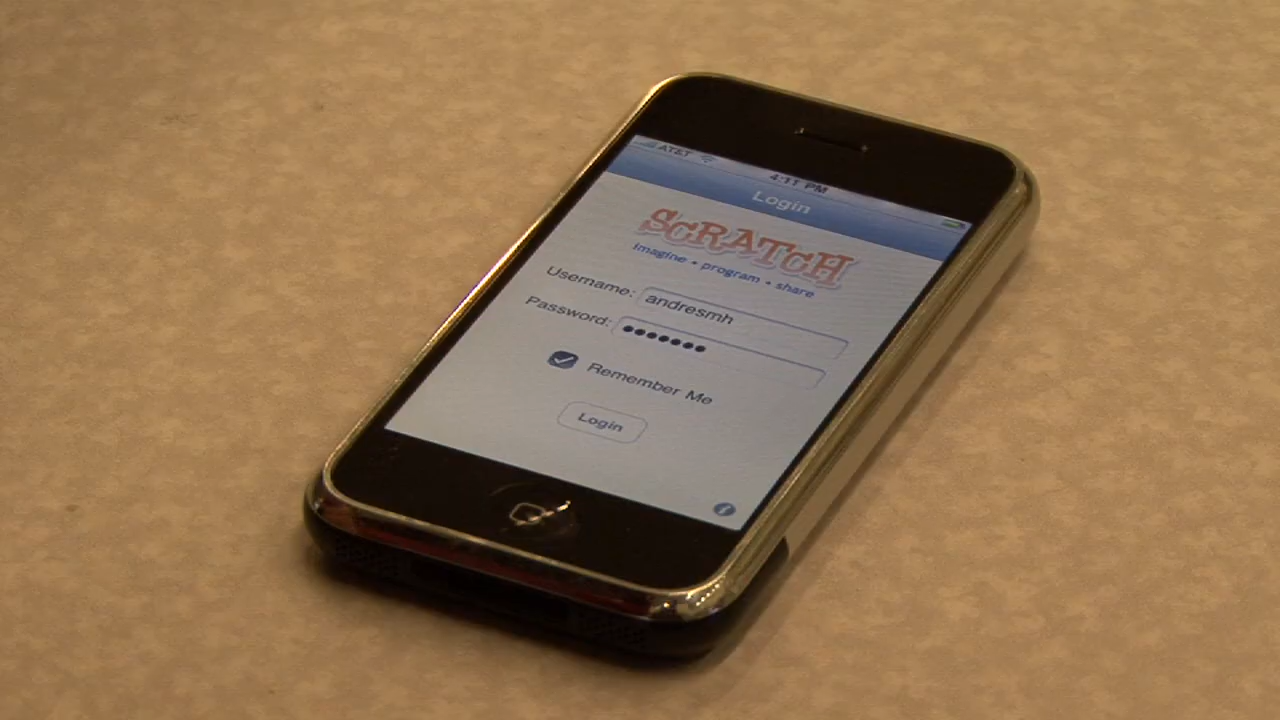 AT&T
4:11 PM
Login
SCRATCH
imagine • program • share
Username: andresmh
Password: •••••••
Remember Me
Login